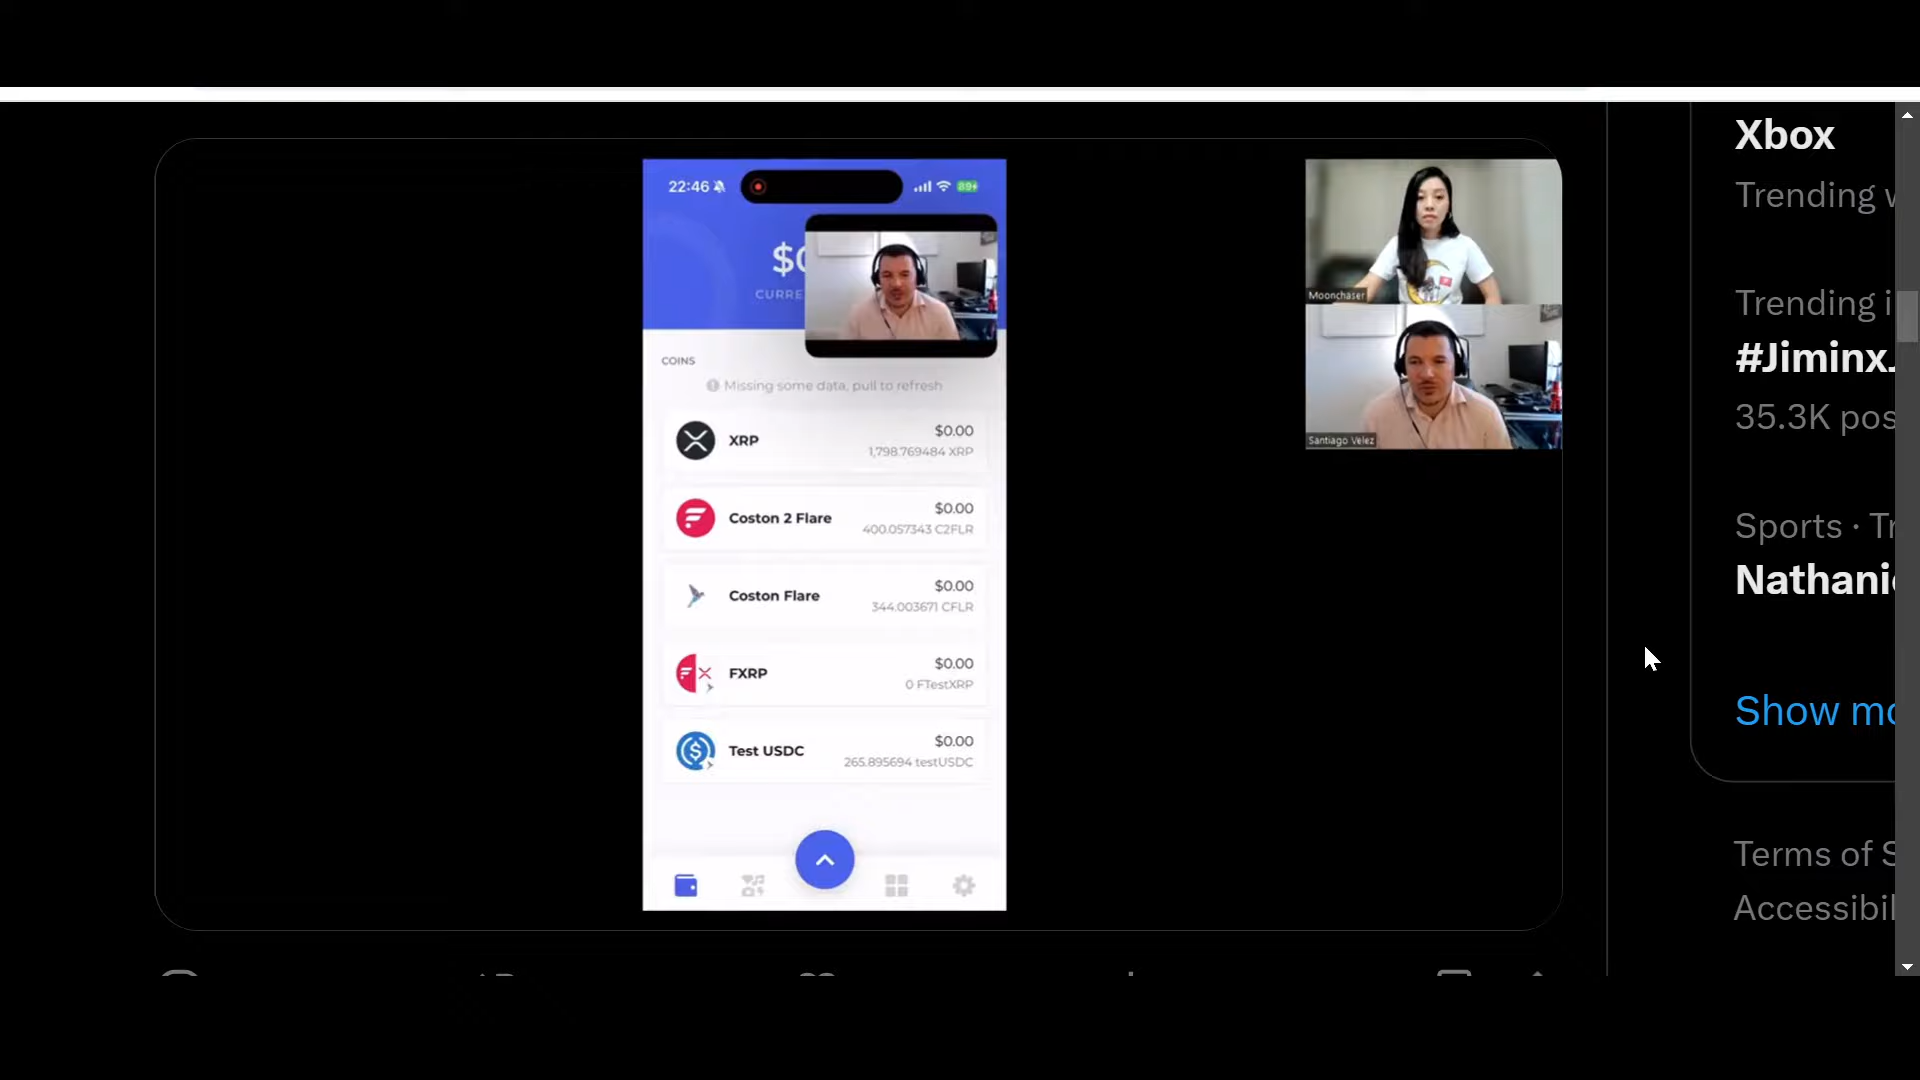 22:46
89+
$0
CURRE
COINS
Missing some data, pull to refresh
XRP
$0.00
1,798.769484 XRP
Coston 2 Flare
$0.00
400.057343 C2FLR
Coston Flare
$0.00
344.003671 CFLR
FXRP
$0.00
0 FTestXRP
Test USDC
$0.00
265.895694 testUSDC
Moonchaser
Santiago Velez
Xbox
Trending w
Trending i
#Jiminx
35.3K pos
Sports · Tr
Nathani
Show mo
Terms of S
Accessibil